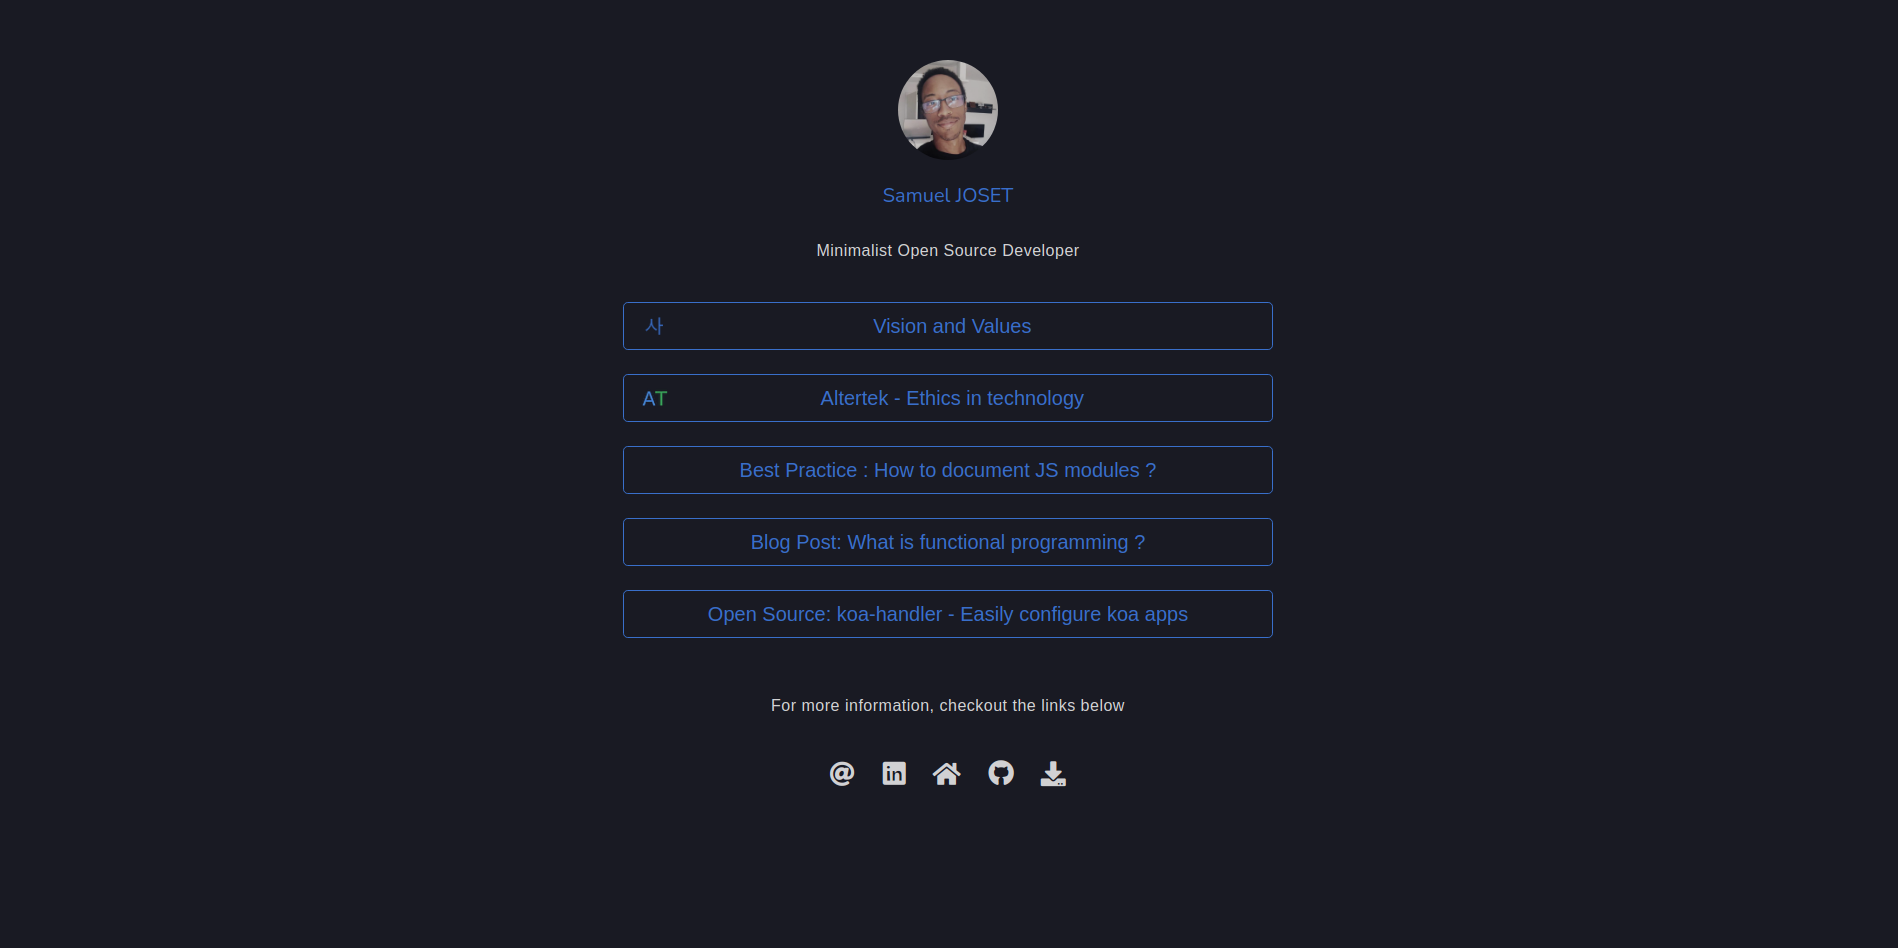 Samuel JOSET
Minimalist Open Source Developer
사 Vision and Values
AT Altertek - Ethics in technology
Best Practice : How to document JS modules ?
Blog Post: What is functional programming ?
Open Source: koa-handler - Easily configure koa apps
For more information, checkout the links below